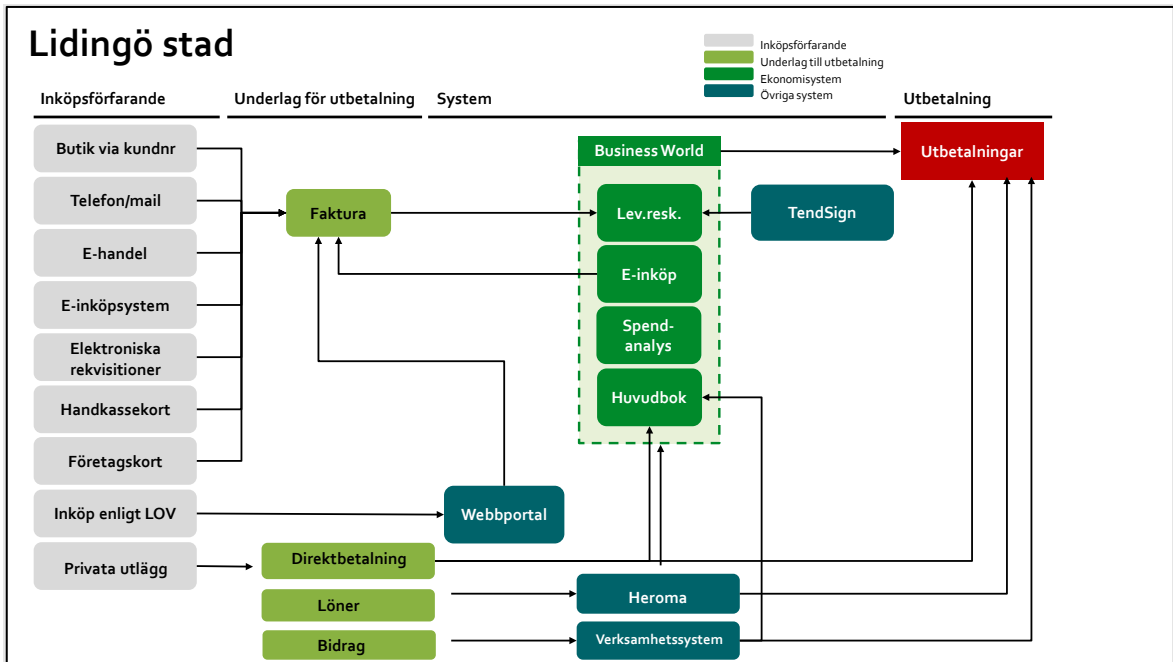 Lidingö stad
Inköpsförfarande
Underlag till utbetalning
Ekonomisystem
Övriga system
Inköpsförfarande
Underlag för utbetalning
System
Utbetalning
Butik via kundnr
Telefon/mail
E-handel
E-inköpsystem
Elektroniska
rekvisitioner
Handkassekort
Företagskort
Inköp enligt LOV
Privata utlägg
Faktura
Direktbetalning
Löner
Bidrag
Webbportal
Business World
Lev.resk.
E-inköp
Spend-
analys
Huvudbok
Heroma
Verksamhetssystem
TendSign
Utbetalningar